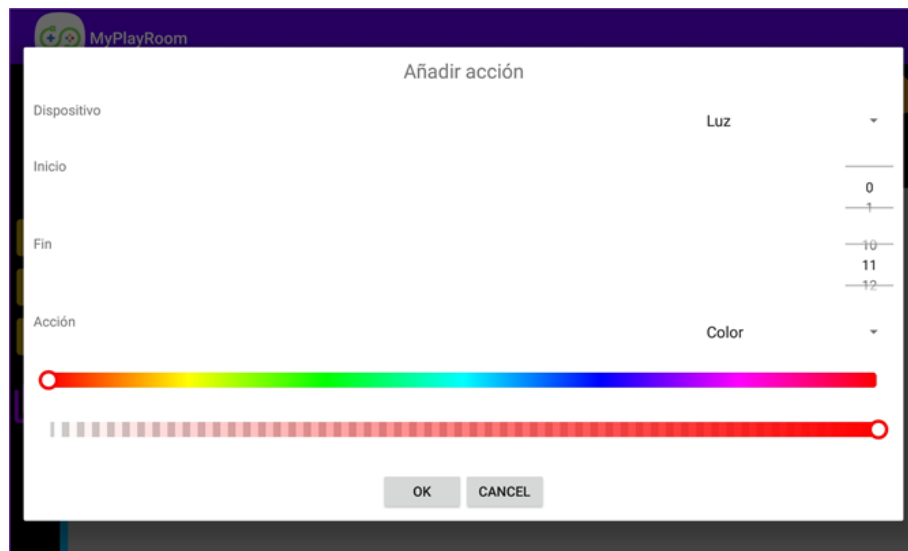 MyPlayRoom
Añadir acción
Dispositivo
Luz
Inicio
0
1
Fin
10
11
12
Acción
Color
OK CANCEL